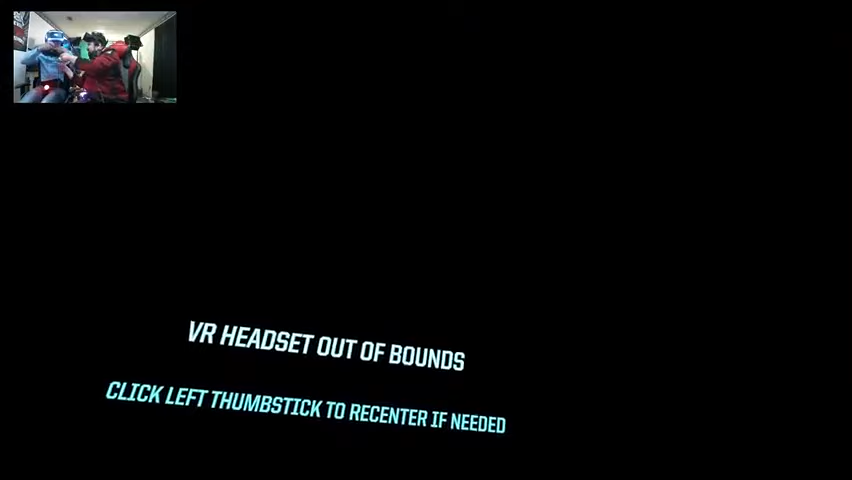 VR HEADSET OUT OF BOUNDS
CLICK LEFT THUMBSTICK TO RECENTER IF NEEDED